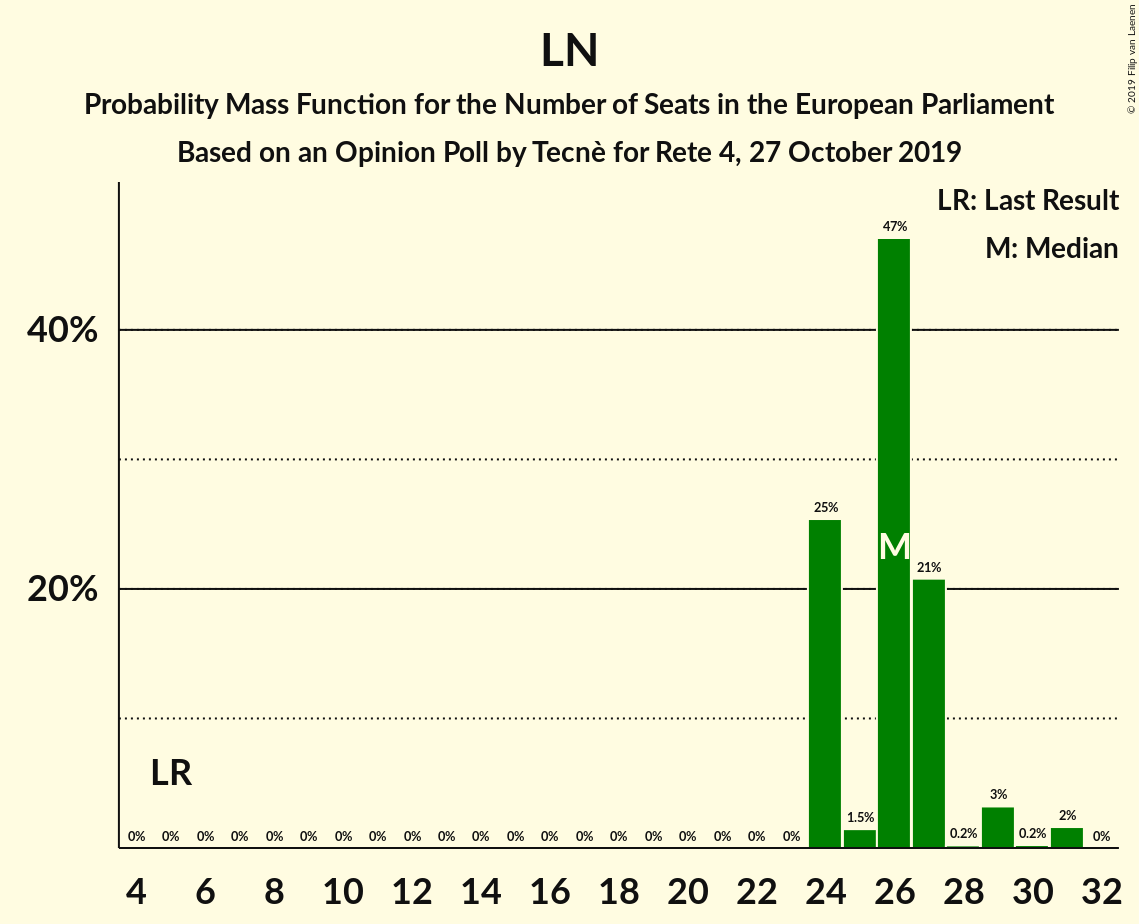 LN
Probability Mass Function for the Number of Seats in the European Parliament
Based on an Opinion Poll by Tecnè for Rete 4, 27 October 2019
© 2019 Filip van Laenen
LR: Last Result
M: Median
47%
40%
25%
M
21%
20%
LR
3%
2%
1.5%
0.2%
0.2%
0% 0% 0% 0% 0% 0% 0% 0% 0% 0% 0% 0% 0% 0% 0% 0% 0% 0% 0% 0% 0%
4 6 8 10 12 14 16 18 20 22 24 26 28 30 32